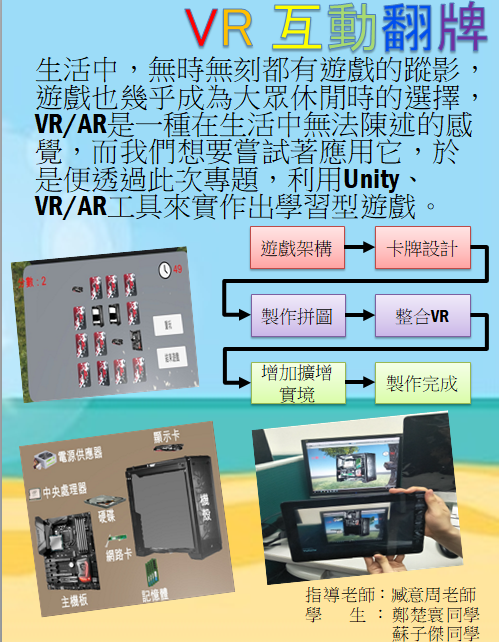 VR 互動翻牌
生活中，無時無刻都有遊戲的蹤影，
遊戲也幾乎成為大眾休閒時的選擇，
VR/AR是一種在生活中無法陳述的感
覺，而我們想要嘗試著應用它，於
是便透過此次專題，利用Unity、
VR/AR工具來實作出學習型遊戲。
遊戲架構
卡牌設計
製作拼圖
整合VR
增加擴增
實境
製作完成
分數：2
49
重玩
結束遊戲
顯示卡
電源供應器
中央處理器
機殼
硬碟
網路卡
主機板
記憶體
指導老師：臧意周老師
學 生：鄭楚寰同學
蘇子傑同學